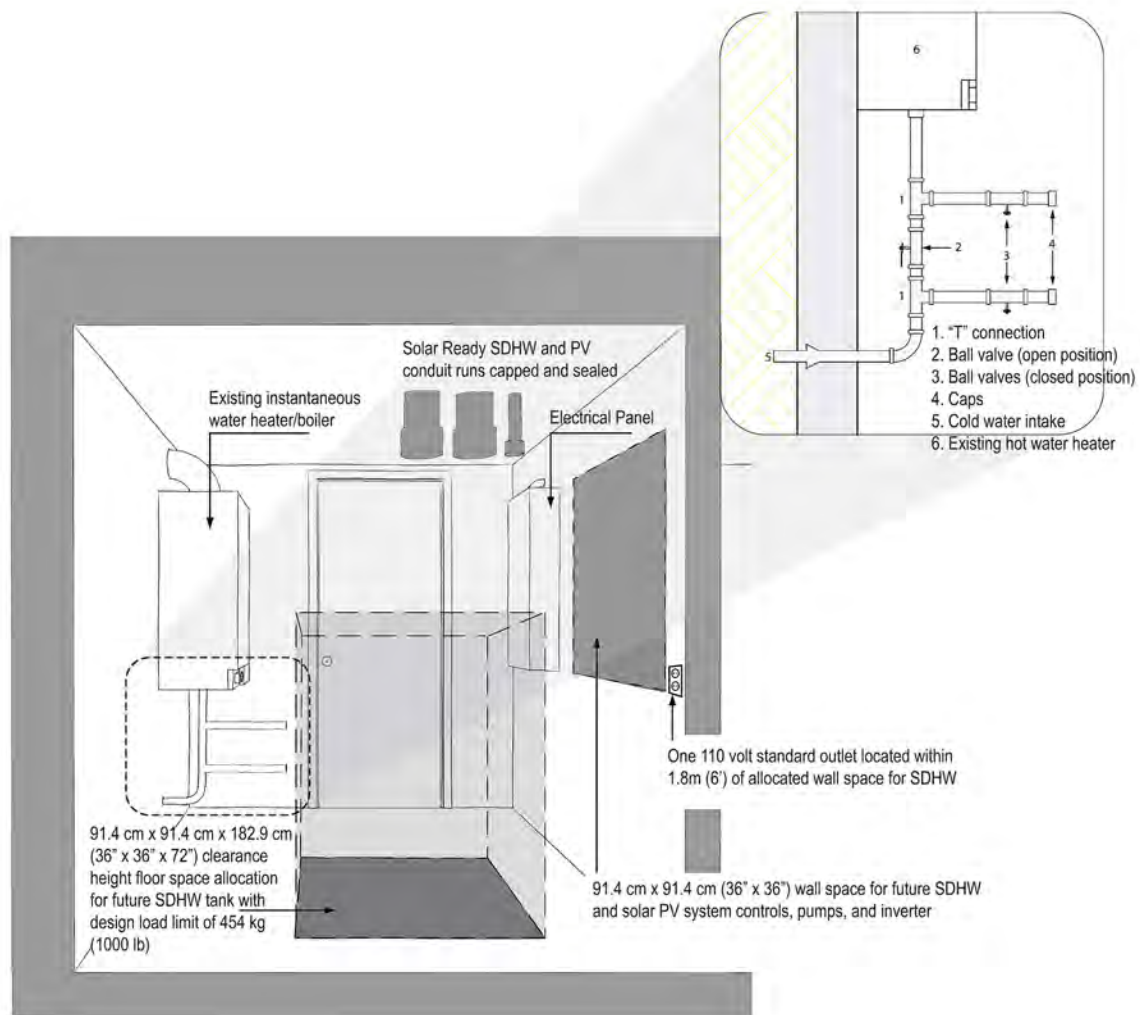 6
1
2
3
4
1
5
1. “T” connection
2. Ball valve (open position)
3. Ball valves (closed position)
4. Caps
5. Cold water intake
6. Existing hot water heater
Solar Ready SDHW and PV
conduit runs capped and sealed
Existing instantaneous
water heater/boiler
Electrical Panel
One 110 volt standard outlet located within
1.8m (6’) of allocated wall space for SDHW
91.4 cm x 91.4 cm x 182.9 cm
(36” x 36” x 72”) clearance
height floor space allocation
for future SDHW tank with
design load limit of 454 kg
(1000 lb)
91.4 cm x 91.4 cm (36” x 36”) wall space for future SDHW
and solar PV system controls, pumps, and inverter